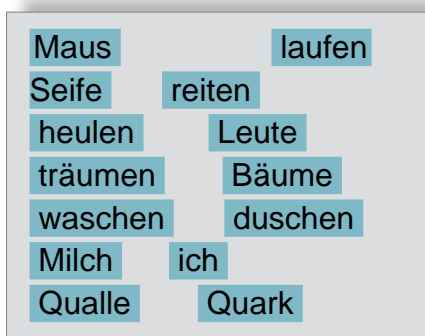 Maus laufen
Seife reiten
heulen Leute
träumen Bäume
waschen duschen
Milch ich
Qualle Quark